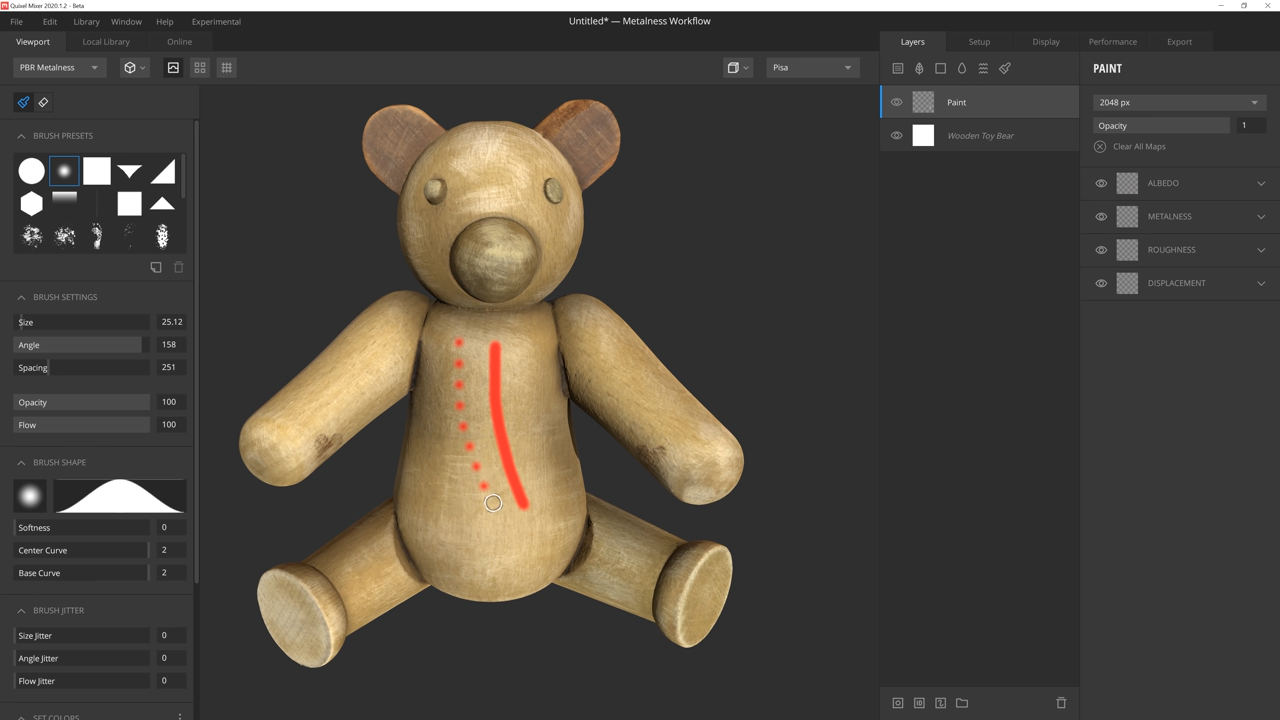 Quixel Mixer 2020.1.2 - Beta
File Edit Library Window Help Experimental
Untitled* — Metalness Workflow
Viewport Local Library Online
Layers Setup Display Performance Export
PBR Metalness
Pisa
PAINT
2048 px
Opacity 1
Clear All Maps
ALBEDO
METALNESS
ROUGHNESS
DISPLACEMENT
Paint
Wooden Toy Bear
BRUSH PRESETS
BRUSH SETTINGS
Size 25.12
Angle 158
Spacing 251
Opacity 100
Flow 100
BRUSH SHAPE
Softness 0
Center Curve 2
Base Curve 2
BRUSH JITTER
Size Jitter 0
Angle Jitter 0
Flow Jitter 0
SET COLORS